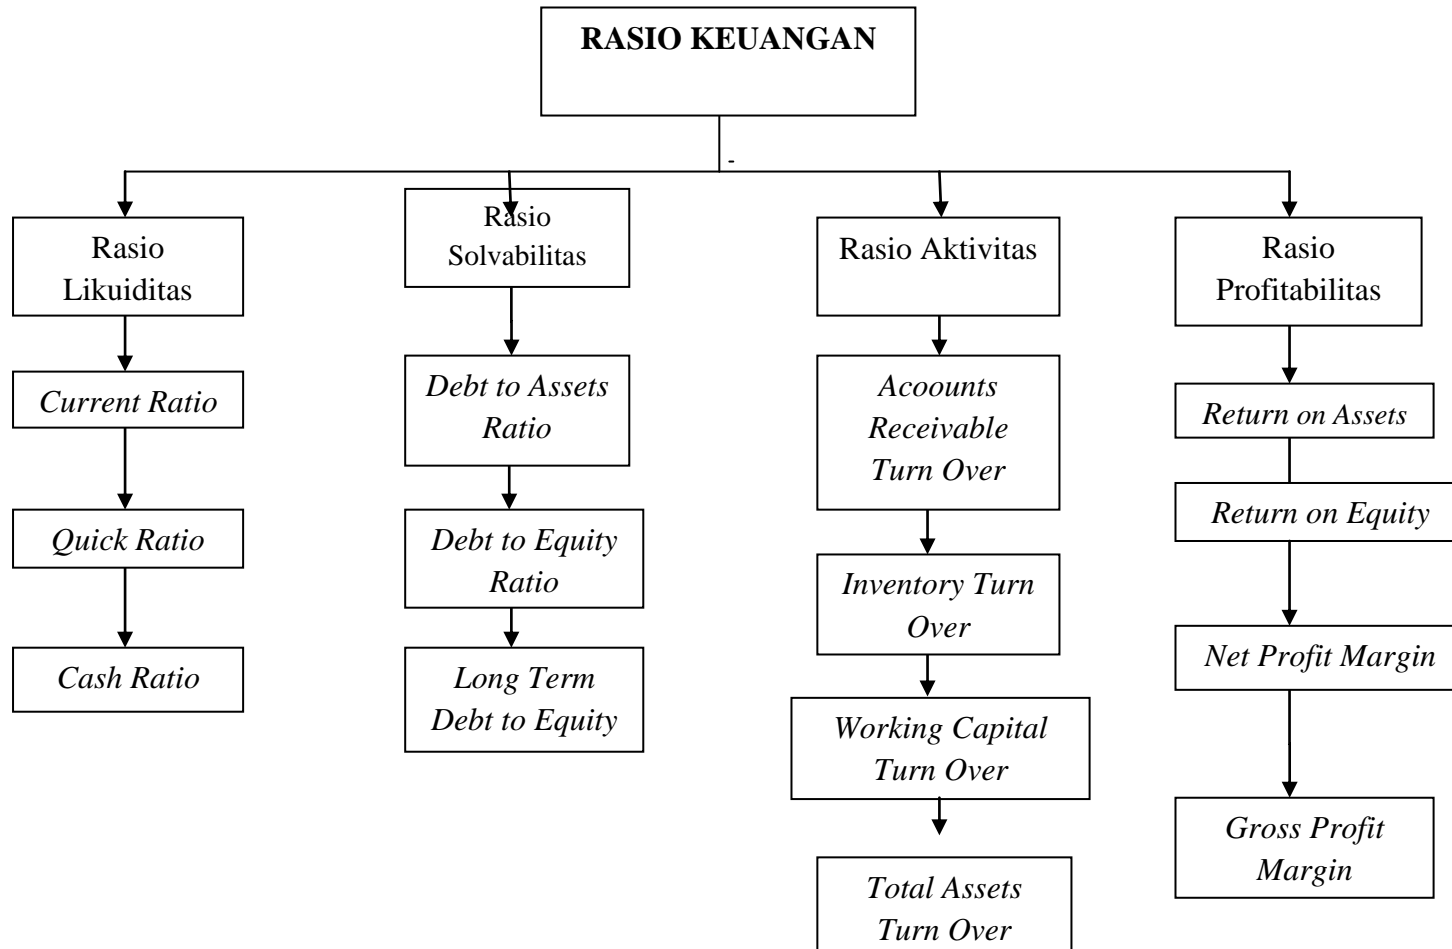 RASIO KEUANGAN
-
Rasio
Likuiditas
Current Ratio
Quick Ratio
Cash Ratio
Rasio
Solvabilitas
Debt to Assets
Ratio
Debt to Equity
Ratio
Long Term
Debt to Equity
Rasio Aktivitas
Acoounts
Receivable
Turn Over
Inventory Turn
Over
Working Capital
Turn Over
Total Assets
Turn Over
Rasio
Profitabilitas
Return on Assets
Return on Equity
Net Profit Margin
Gross Profit
Margin